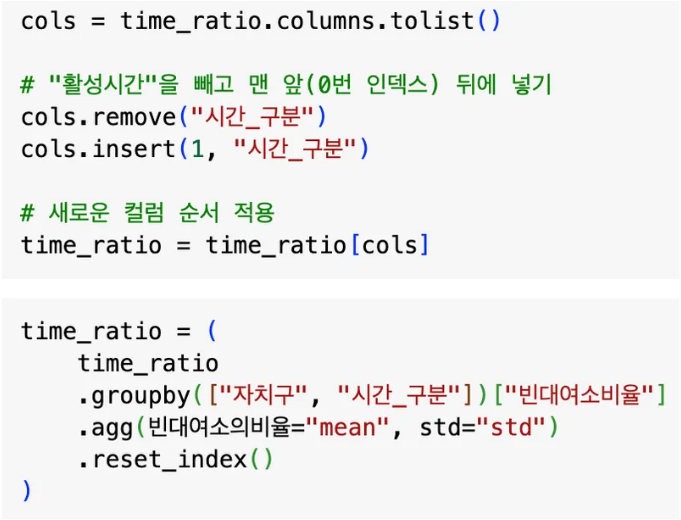 cols = time_ratio.columns.tolist()
# "활성시간"을 빼고 맨 앞(0번 인덱스) 뒤에 넣기
cols.remove("시간_구분")
cols.insert(1, "시간_구분")
# 새로운 컬럼 순서 적용
time_ratio = time_ratio[cols]
time_ratio = (
time_ratio
.groupby(["자치구", "시간_구분"])["빈대여소비율"]
.agg(빈대여소의비율="mean", std="std")
.reset_index()
)